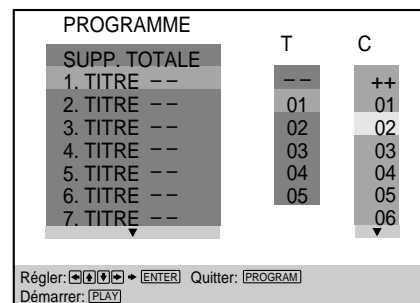 PROGRAMME
T C
SUPP. TOTALE
1. TITRE – – – – ++
2. TITRE – – 01 01
3. TITRE – – 02 02
4. TITRE – – 03 03
5. TITRE – – 04 04
6. TITRE – – 05 05
7. TITRE – – 06
Régler: ENTER Quitter: PROGRAM
Démarrer: PLAY